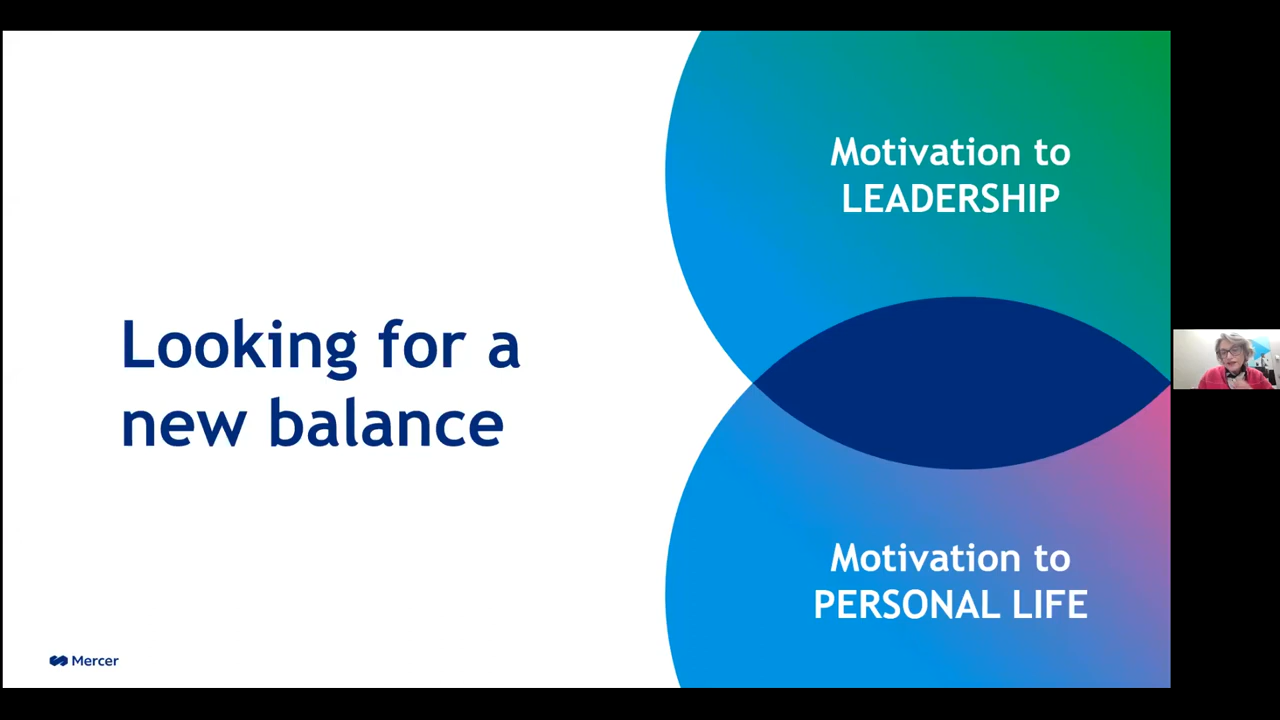 Looking for a
new balance
Motivation to
LEADERSHIP
Motivation to
PERSONAL LIFE
Mercer